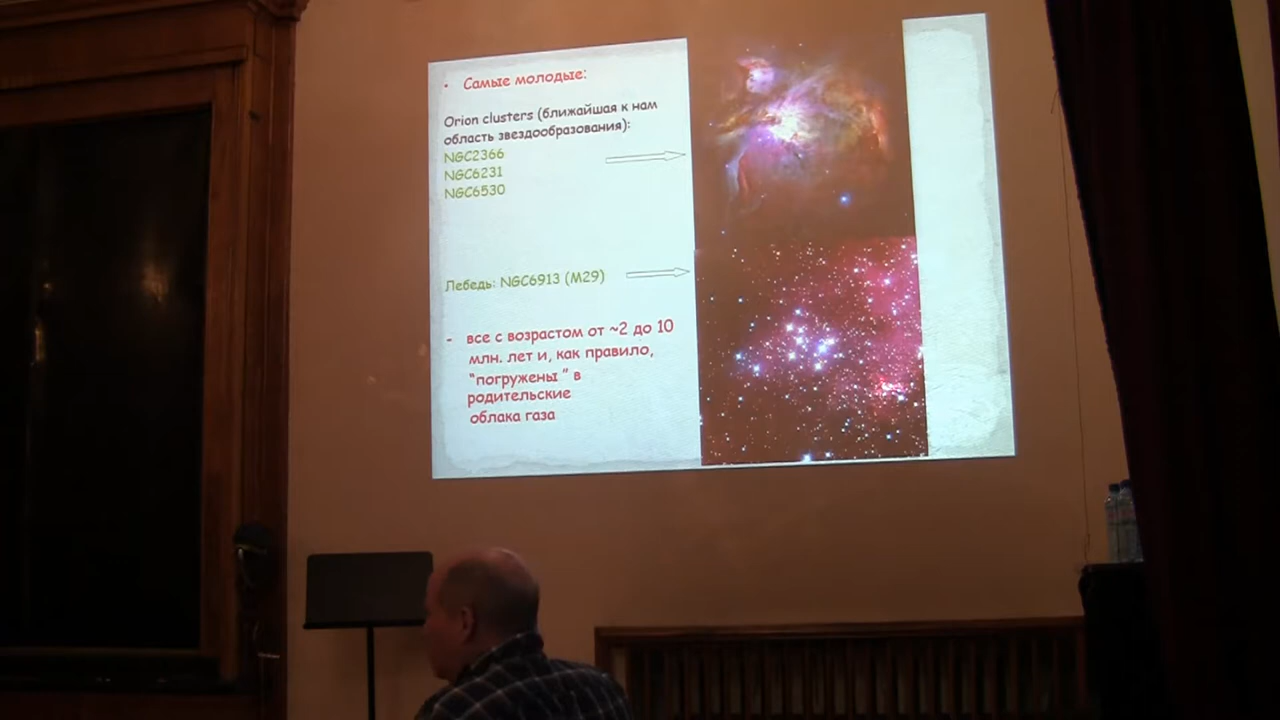 • Самые молодые:
Orion clusters (ближайшая к нам
область звездообразования):
NGC2366
NGC6231
NGC6530
Лебедь: NGC6913 (M29)
- все с возрастом от ~2 до 10
млн. лет и, как правило,
“погружены ” в
родительские
облака газа